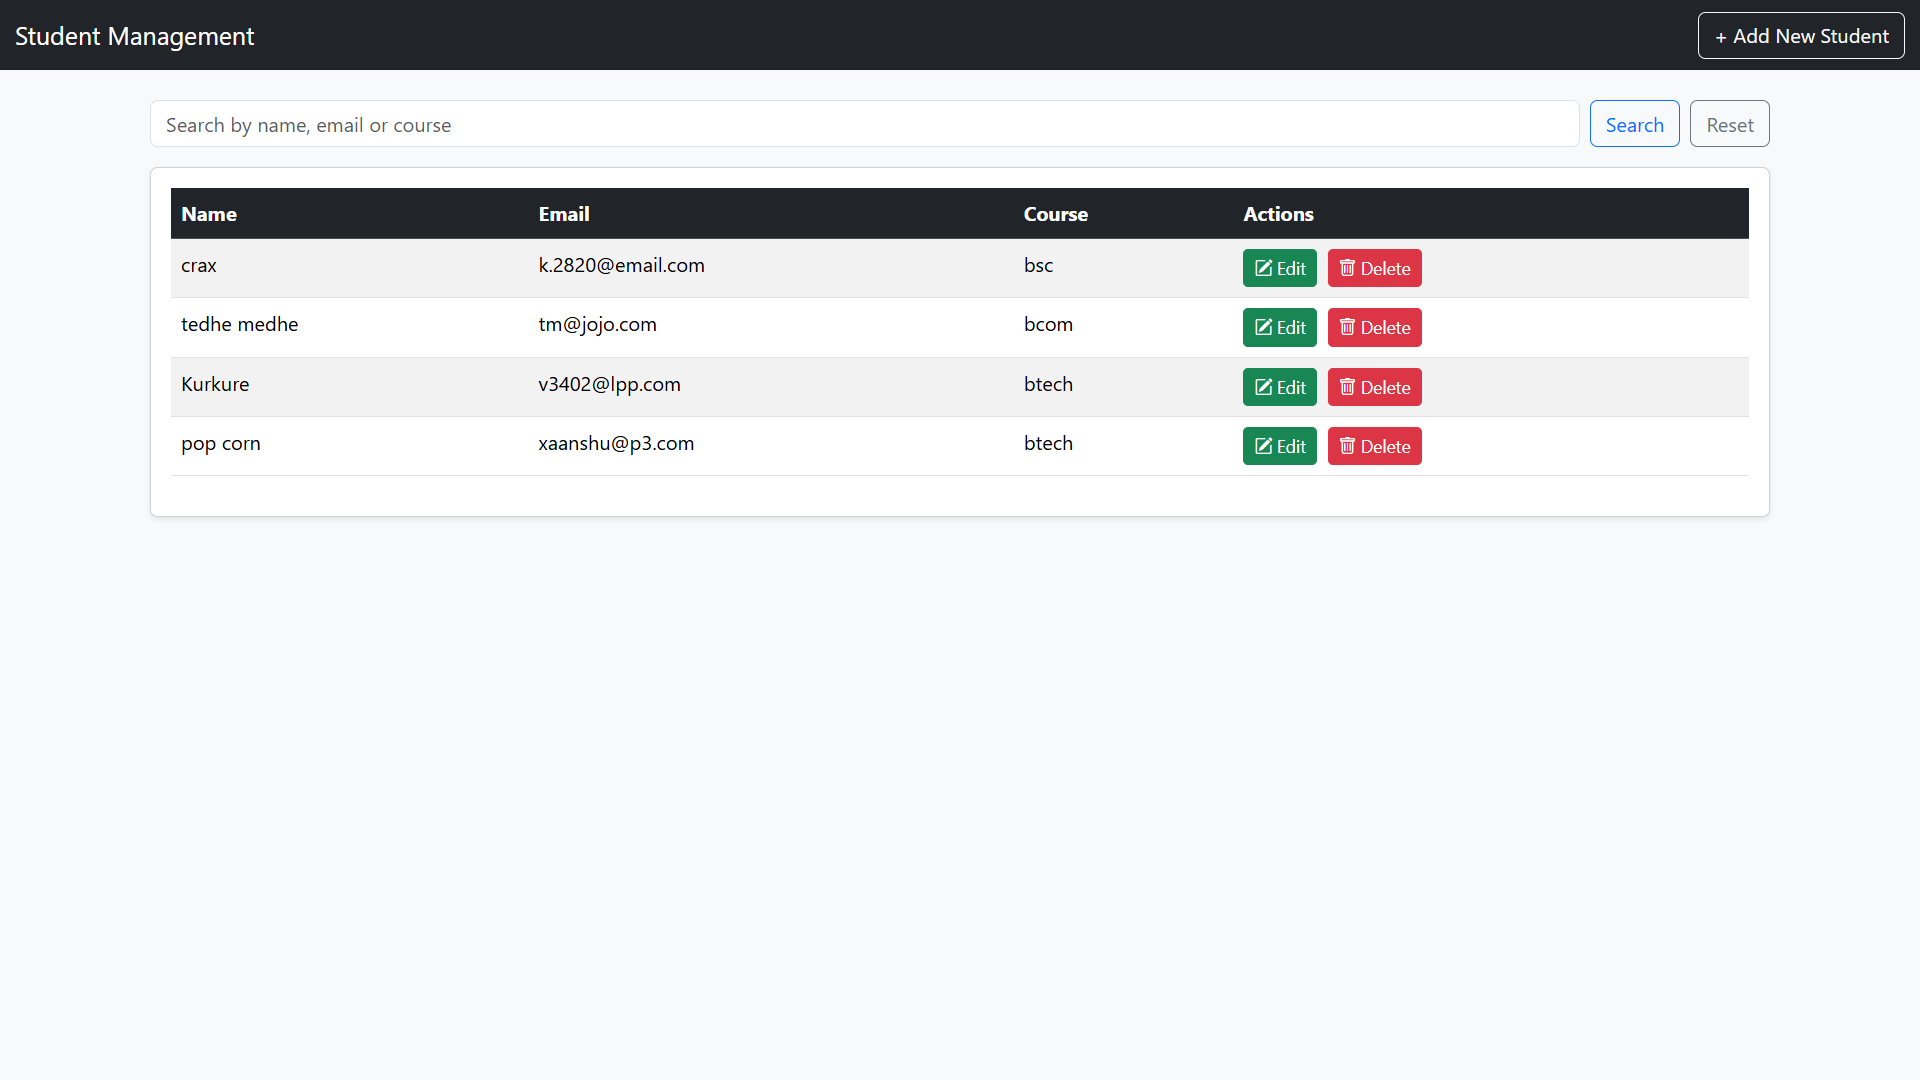 Student Management
+ Add New Student
Search by name, email or course
Search
Reset
Name Email Course Actions
crax k.2820@email.com bsc Edit Delete
tedhe medhe tm@jojo.com bcom Edit Delete
Kurkure v3402@lpp.com btech Edit Delete
pop corn xaanshu@p3.com btech Edit Delete